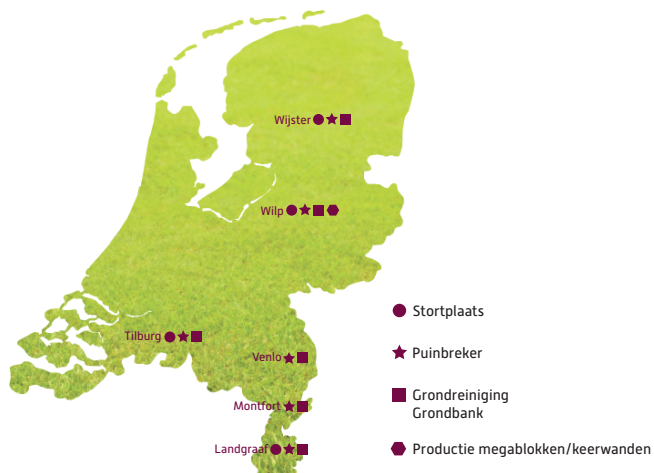 Wijster
Wilp
Tilburg
Venlo
Montfort
Landgraaf
Stortplaats
Puinbreker
Grondreiniging
Grondbank
Productie megablokken/keerwanden